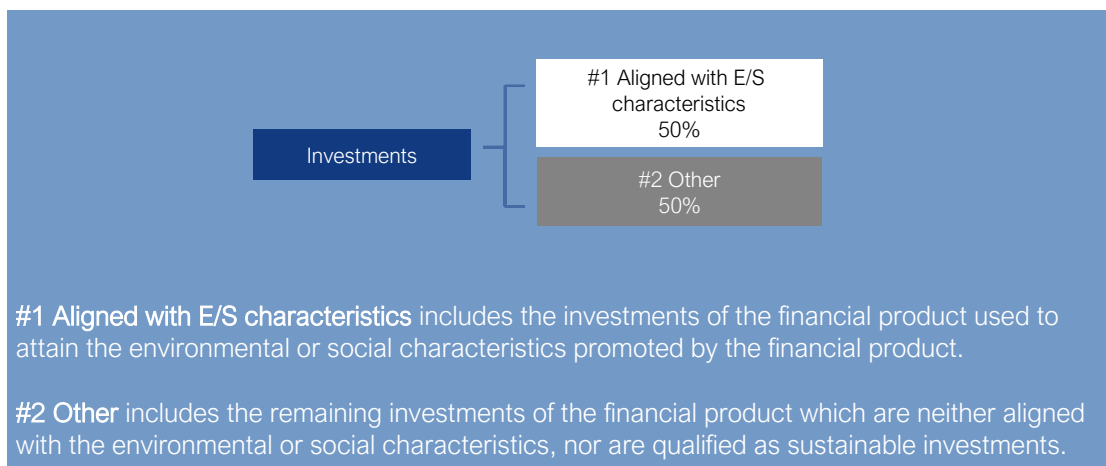 #1 Aligned with E/S
characteristics
50%
Investments
#2 Other
50%
#1 Aligned with E/S characteristics includes the investments of the financial product used to
attain the environmental or social characteristics promoted by the financial product.
#2 Other includes the remaining investments of the financial product which are neither aligned
with the environmental or social characteristics, nor are qualified as sustainable investments.